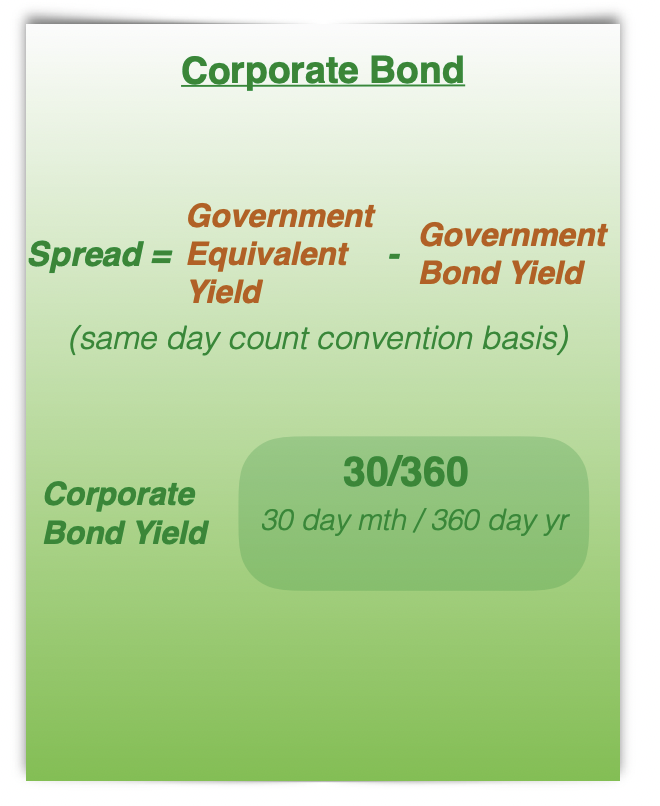 Corporate Bond
Government
Equivalent
Yield
Spread =
-
Government
Bond Yield
(same day count convention basis)
Corporate
Bond Yield
30/360
30 day mth / 360 day yr